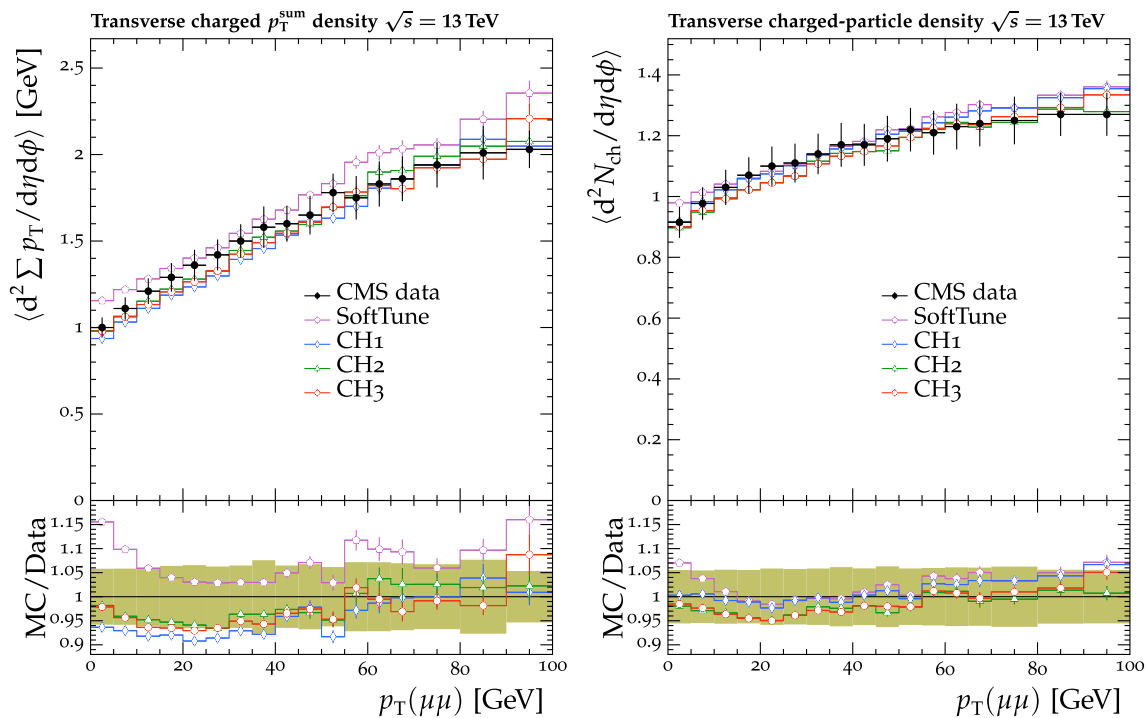 Transverse charged p_T^sum density √s = 13 TeV
⟨d² ∑ p_T / dηdϕ⟩ [GeV]
2.5
2
1.5
1
0.5
0
CMS data
SoftTune
CH1
CH2
CH3
MC/Data
1.15
1.1
1.05
1
0.95
0.9
0 20 40 60 80 100
p_T(μμ) [GeV]
Transverse charged-particle density √s = 13 TeV
⟨d² N_ch / dηdϕ⟩
1.4
1.2
1
0.8
0.6
0.4
0.2
0
CMS data
SoftTune
CH1
CH2
CH3
MC/Data
1.15
1.1
1.05
1
0.95
0.9
0 20 40 60 80 100
p_T(μμ) [GeV]